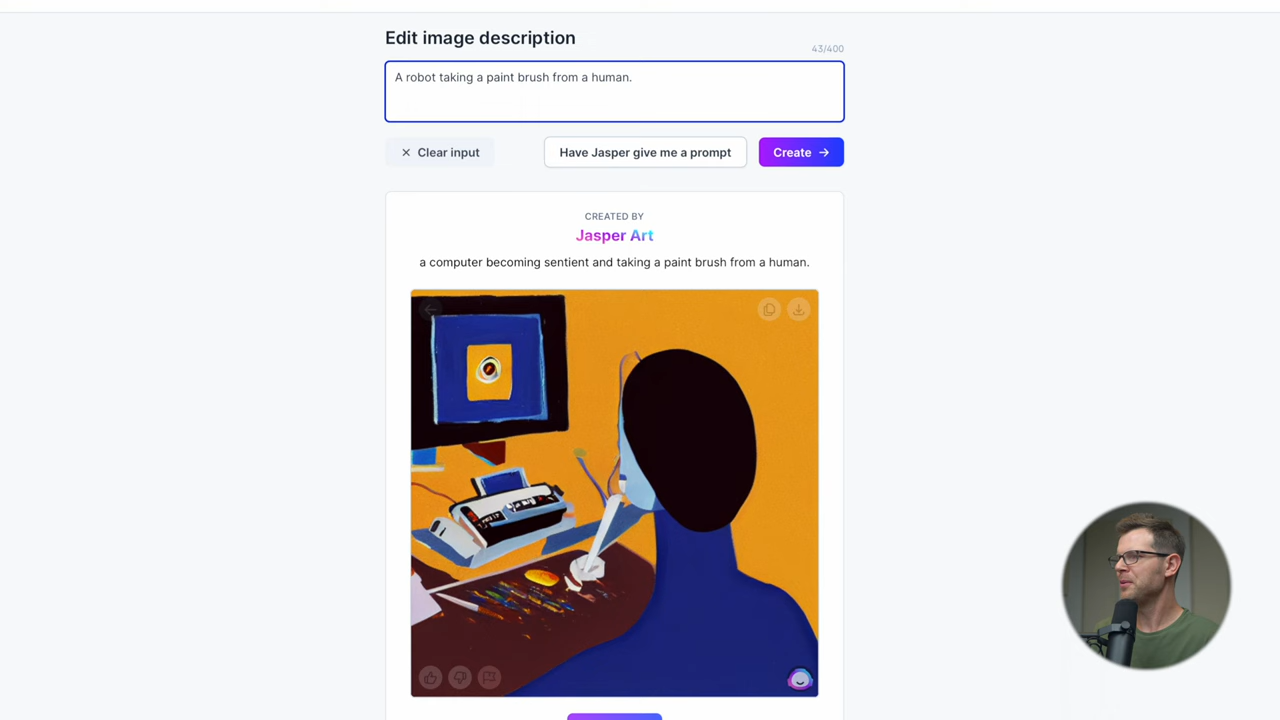 Edit image description
43/400
A robot taking a paint brush from a human.
Clear input
Have Jasper give me a prompt
Create
CREATED BY
Jasper Art
a computer becoming sentient and taking a paint brush from a human.